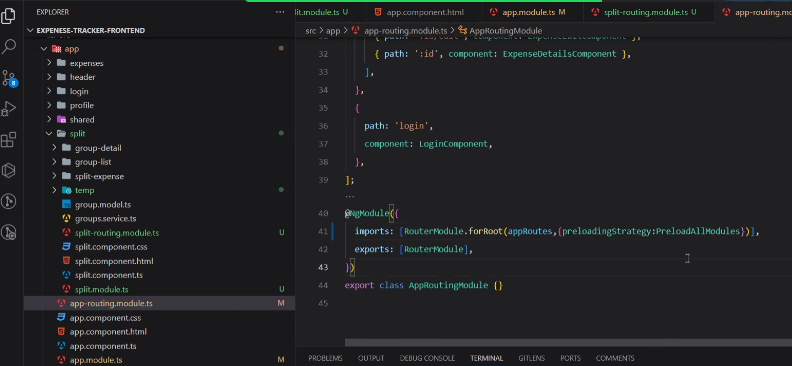 EXPLORER
EXPENESE-TRACKER-FRONTEND
app
expenses
header
login
profile
shared
split
group-detail
group-list
split-expense
temp
group.model.ts
groups.service.ts
split-routing.module.ts U
split.component.css
split.component.html
split.component.ts
split.module.ts U
app-routing.module.ts M
app.component.css
app.component.html
app.component.ts
app.module.ts M
8
lit.module.ts U app.component.html app.module.ts M split-routing.module.ts U app-routing.mo
src > app > app-routing.module.ts > AppRoutingModule
32 { path: ':id', component: ExpenseDetailsComponent },
33 ],
34 },
35 {
36 path: 'login',
37 component: LoginComponent,
38 },
39 ];
40 @NgModule({
41 imports: [RouterModule.forRoot(appRoutes,{preloadingStrategy:PreloadAllModules})],
42 exports: [RouterModule],
43 })
44 export class AppRoutingModule {}
45
PROBLEMS OUTPUT DEBUG CONSOLE TERMINAL GITLENS PORTS COMMENTS